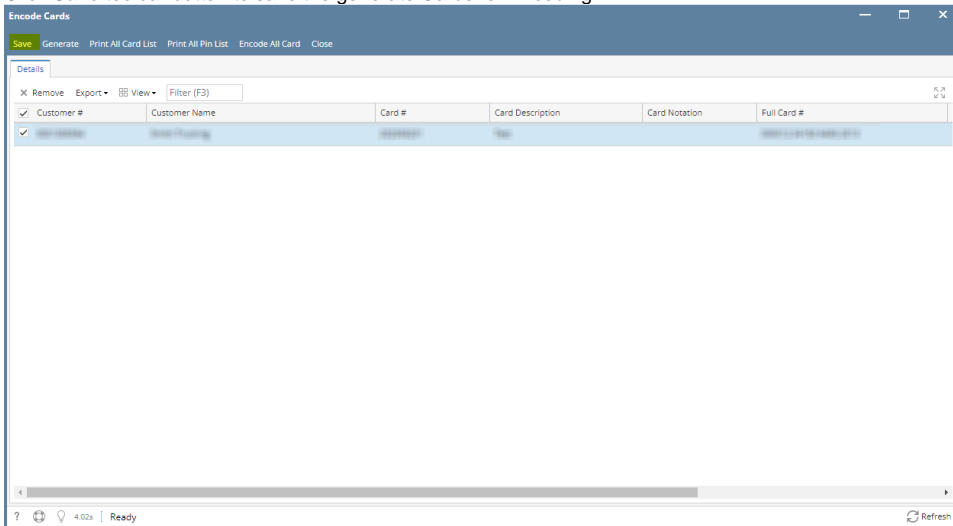 Encode Cards
Save Generate Print All Card List Print All Pin List Encode All Card Close
Details
Remove Export View Filter (F3)
Customer # Customer Name Card # Card Description Card Notation Full Card #
? 4.02s Ready Refresh